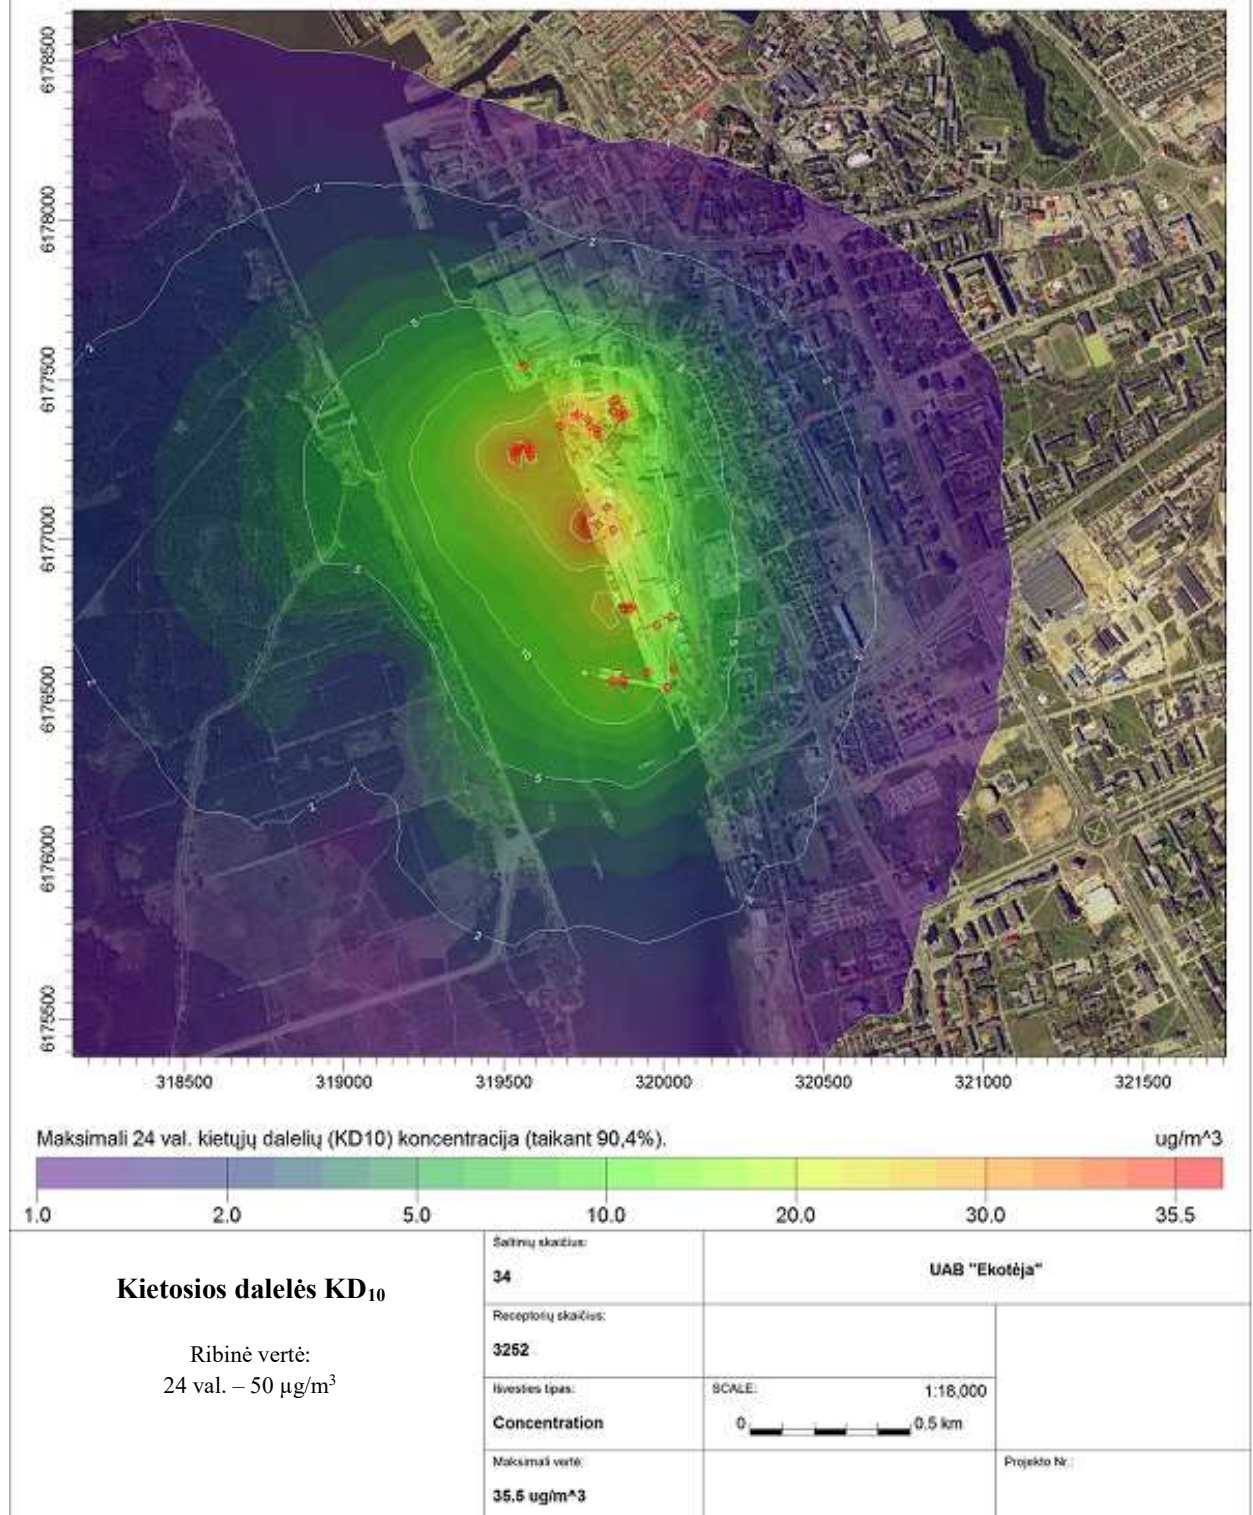 6178500
6178000
6177500
6177000
6176500
6176000
6175500
318500 319000 319500 320000 320500 321000 321500
Maksimali 24 val. kietųjų dalelių (KD10) koncentracija (taikant 90,4%). ug/m^3
1.0 2.0 5.0 10.0 20.0 30.0 35.5
Kietosios dalelės KD10
Ribinė vertė:
24 val. – 50 µg/m3
Šaltinių skaičius:
34
UAB "Ekotėja"
Receptorių skaičius:
3252
Išvesties tipas:
Concentration
SCALE: 1:18,000
0 0,5 km
Maksimali vertė:
35.5 ug/m^3
Projekto Nr.: